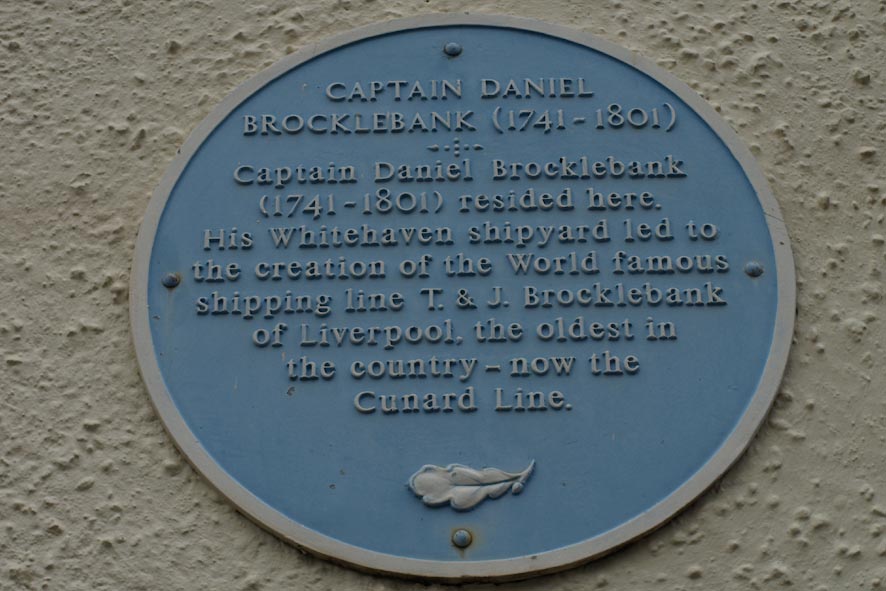 CAPTAIN DANIEL
BROCKLEBANK (1741-1801)
Captain Daniel Brocklebank
(1741-1801) resided here.
His Whitehaven shipyard led to
the creation of the World famous
shipping line T. & J. Brocklebank
of Liverpool, the oldest in
the country - now the
Cunard Line.